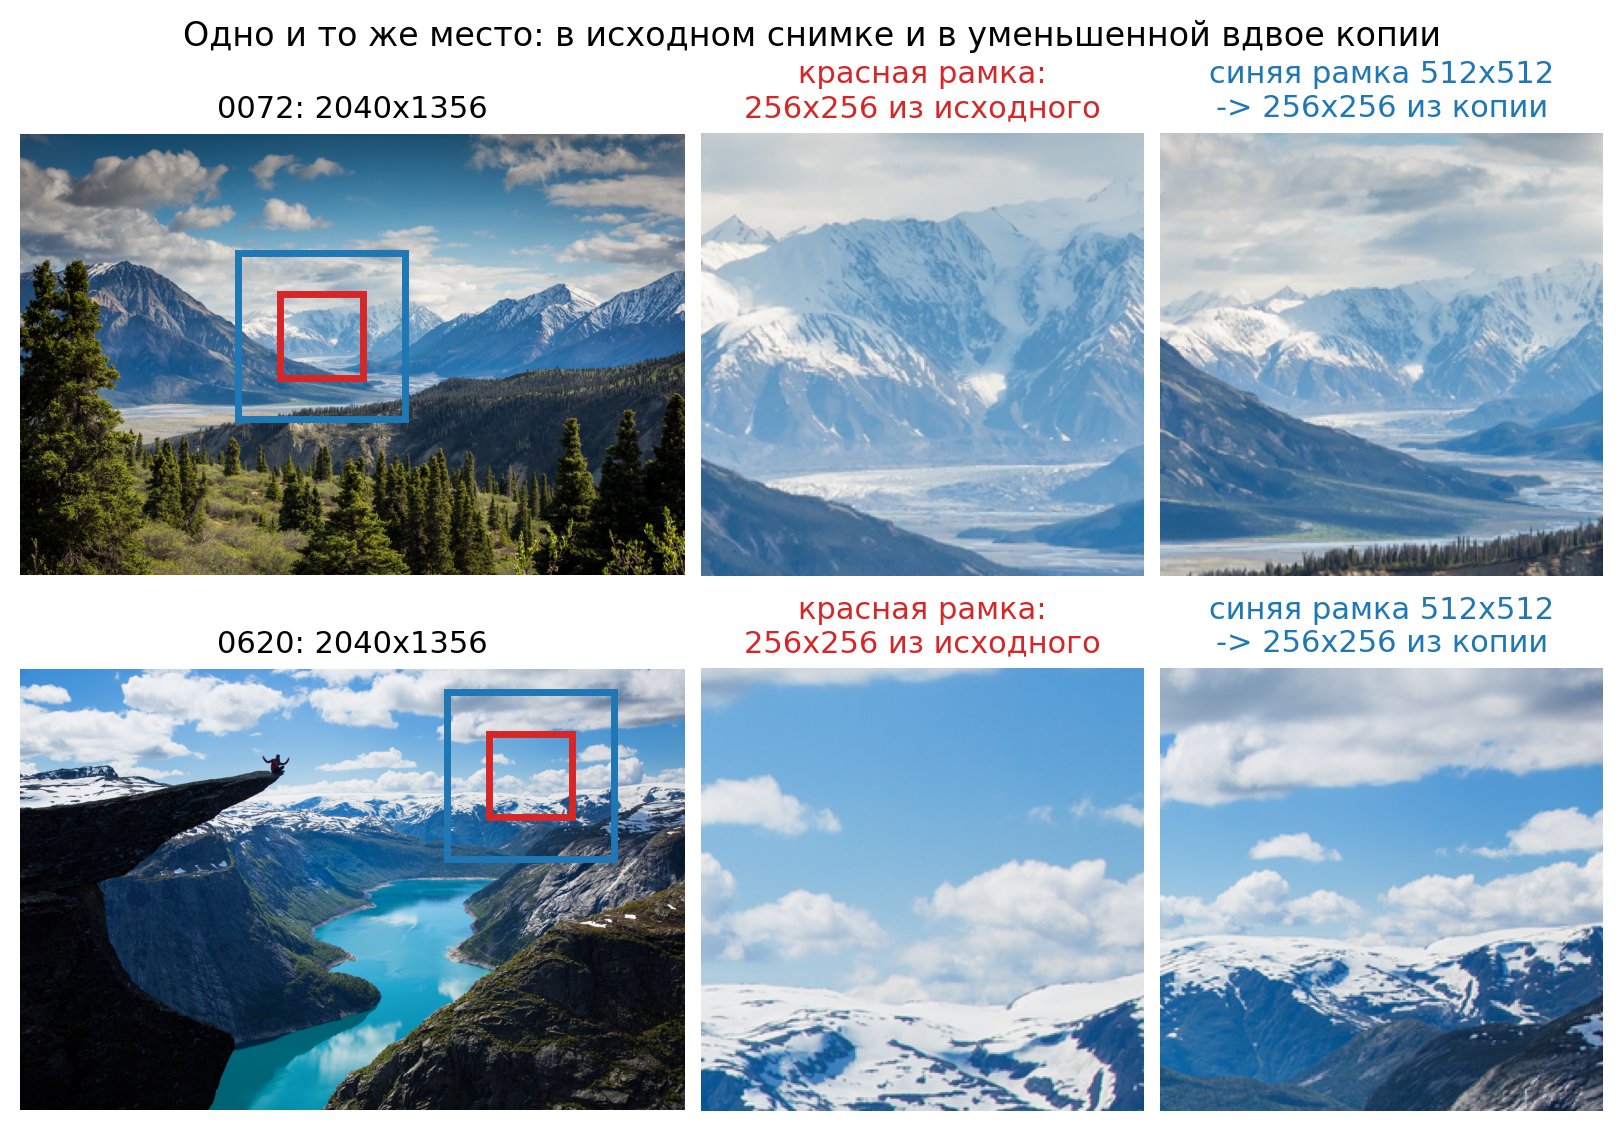 Одно и то же место: в исходном снимке и в уменьшенной вдвое копии
0072: 2040x1356
красная рамка:
256x256 из исходного
синяя рамка 512x512
-> 256x256 из копии
0620: 2040x1356
красная рамка:
256x256 из исходного
синяя рамка 512x512
-> 256x256 из копии